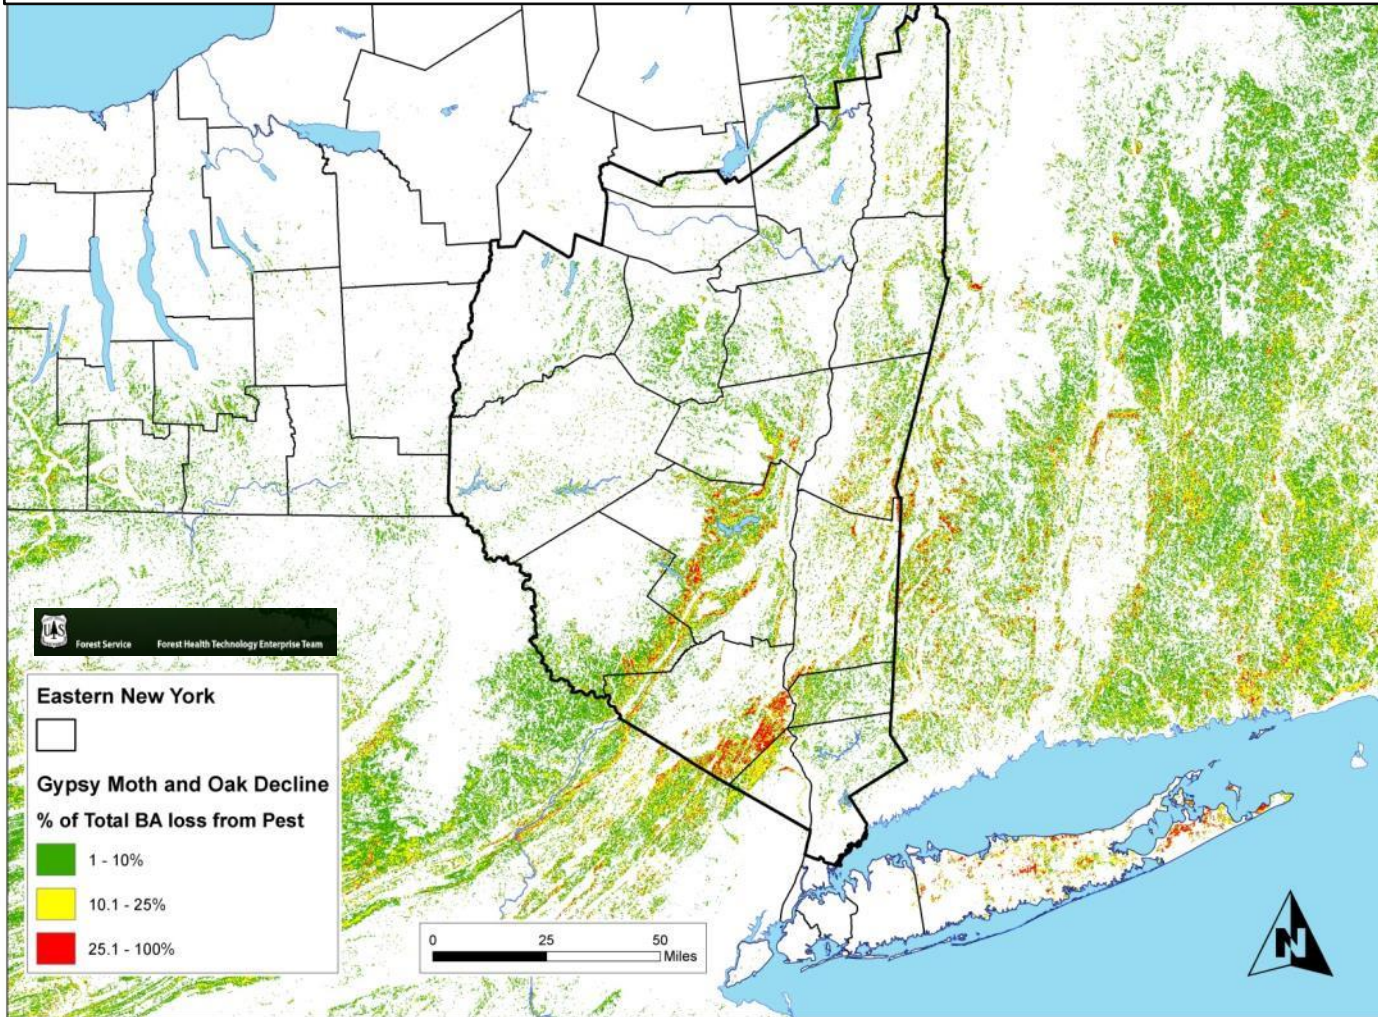 US
Forest Service Forest Health Technology Enterprise Team
Eastern New York
Gypsy Moth and Oak Decline
% of Total BA loss from Pest
1 - 10%
10.1 - 25%
25.1 - 100%
0 25 50
Miles
N